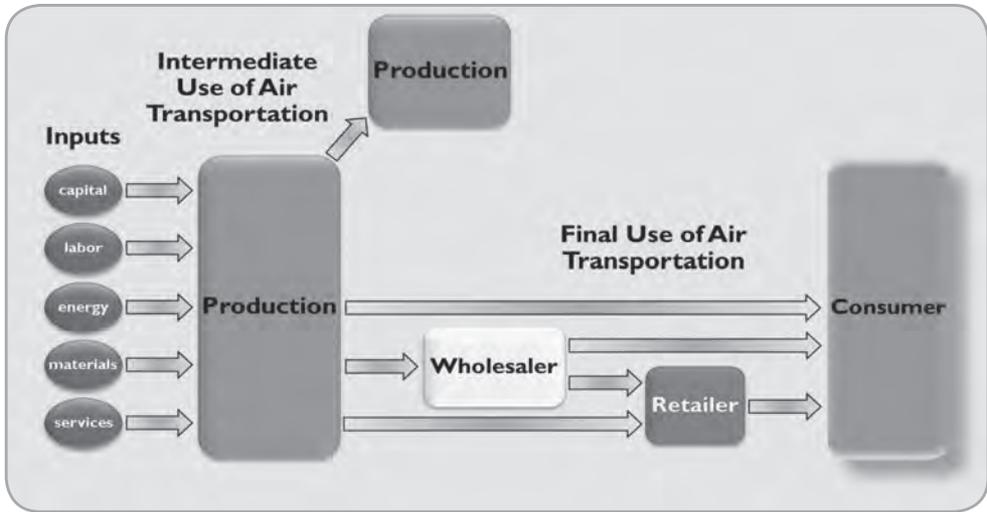 Intermediate
Use of Air
Transportation
Production
Inputs
capital
labor
energy
materials
services
Production
Final Use of Air
Transportation
Wholesaler
Retailer
Consumer